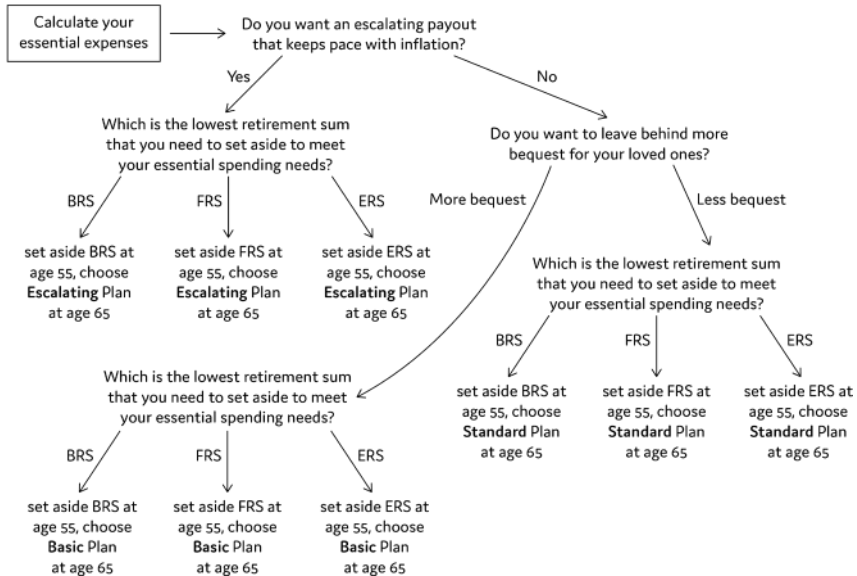 Calculate your
essential expenses
Do you want an escalating payout
that keeps pace with inflation?
Yes
No
Which is the lowest retirement sum
that you need to set aside to meet
your essential spending needs?
Do you want to leave behind more
bequest for your loved ones?
BRS
FRS
ERS
More bequest
Less bequest
set aside BRS at
age 55, choose
Escalating Plan
at age 65
set aside FRS at
age 55, choose
Escalating Plan
at age 65
set aside ERS at
age 55, choose
Escalating Plan
at age 65
Which is the lowest retirement sum
that you need to set aside to meet
your essential spending needs?
BRS
FRS
ERS
set aside BRS at
age 55, choose
Standard Plan
at age 65
set aside FRS at
age 55, choose
Standard Plan
at age 65
set aside ERS at
age 55, choose
Standard Plan
at age 65
Which is the lowest retirement sum
that you need to set aside to meet
your essential spending needs?
BRS
FRS
ERS
set aside BRS at
age 55, choose
Basic Plan
at age 65
set aside FRS at
age 55, choose
Basic Plan
at age 65
set aside ERS at
age 55, choose
Basic Plan
at age 65